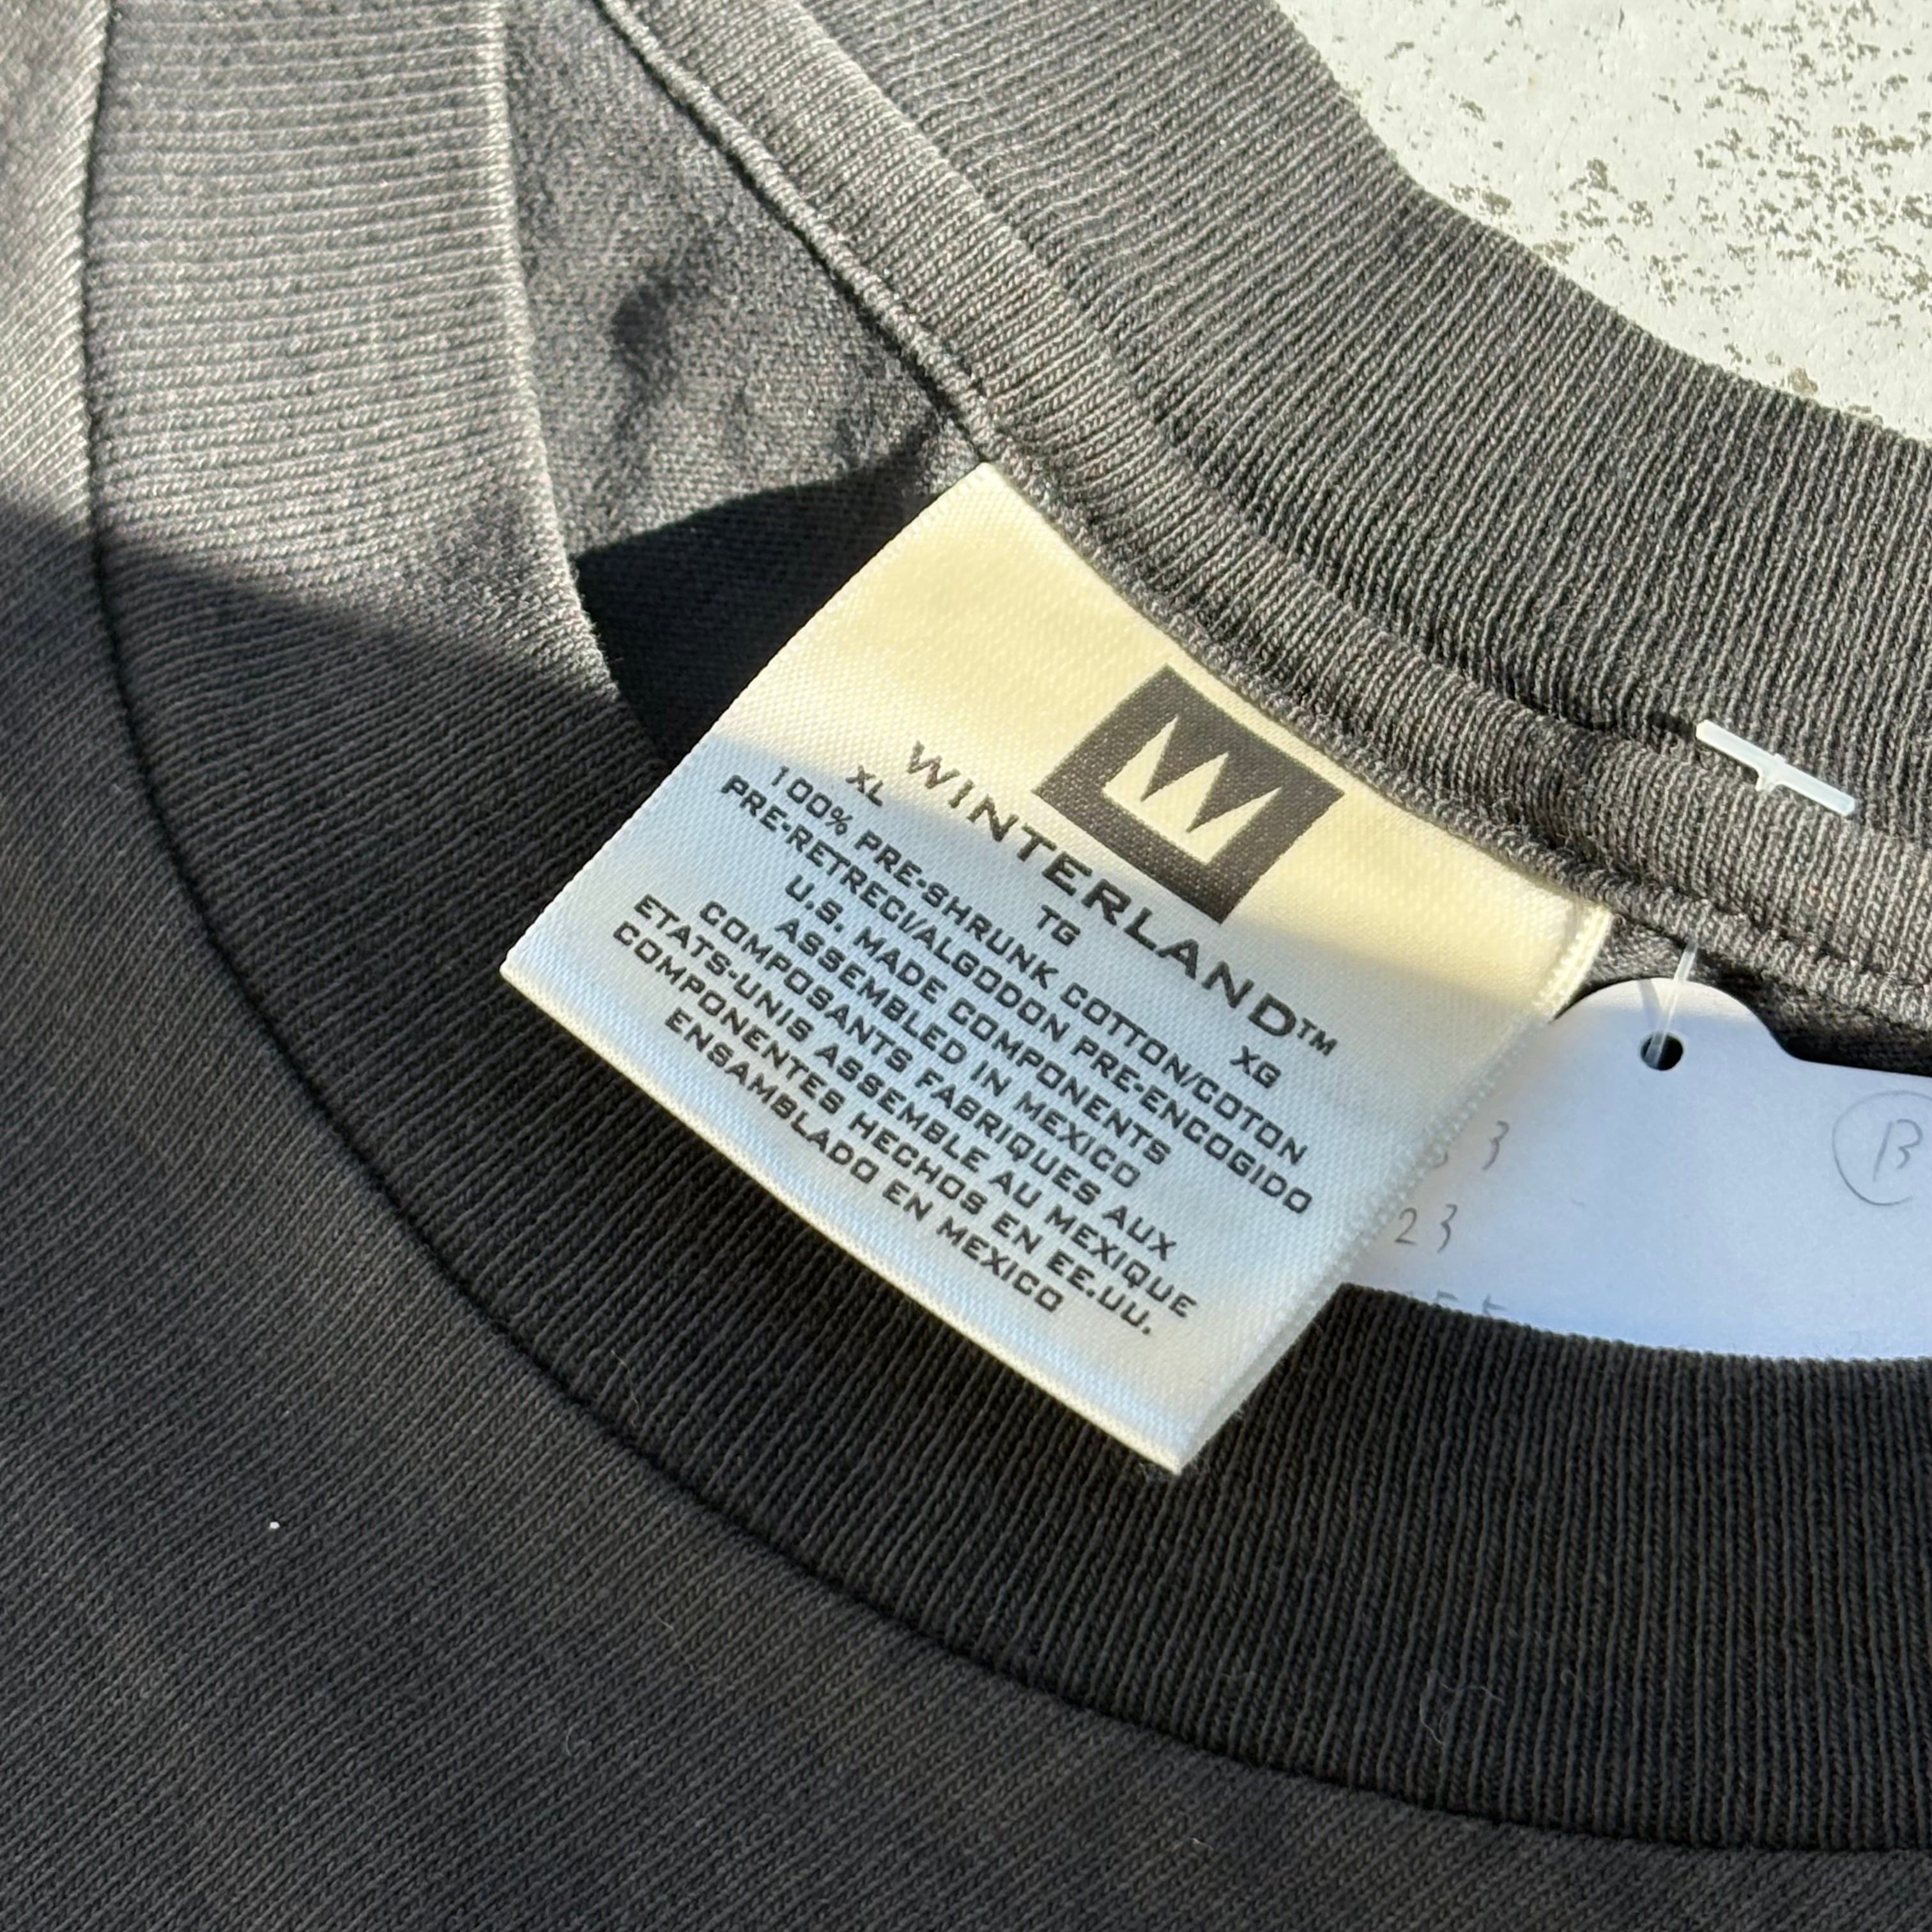 WINTERLAND™
XL TG XG
100% PRE-SHRUNK COTTON/COTON
PRE-RETRECI/ALGODON PRE-ENCOGIDO
U.S. MADE COMPONENTS
ASSEMBLED IN MEXICO
COMPOSANTS FABRIQUES AUX
ETATS-UNIS ASSEMBLE AU MEXIQUE
COMPONENTES HECHOS EN EE.UU.
ENSAMBLADO EN MEXICO
B
23